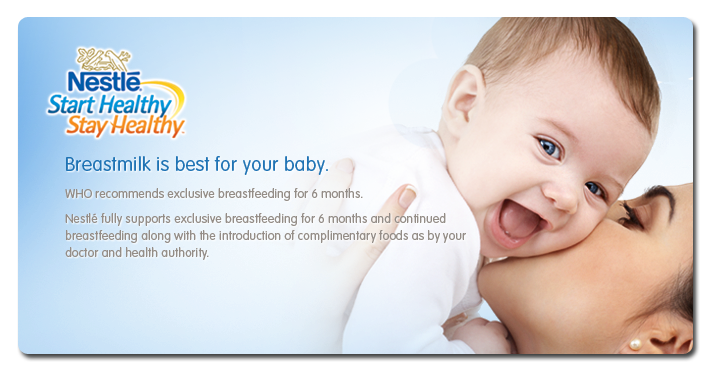 Nestlé
Start Healthy
Stay Healthy
Breastmilk is best for your baby.
WHO recommends exclusive breastfeeding for 6 months.
Nestlé fully supports exclusive breastfeeding for 6 months and continued
breastfeeding along with the introduction of complimentary foods as by your
doctor and health authority.